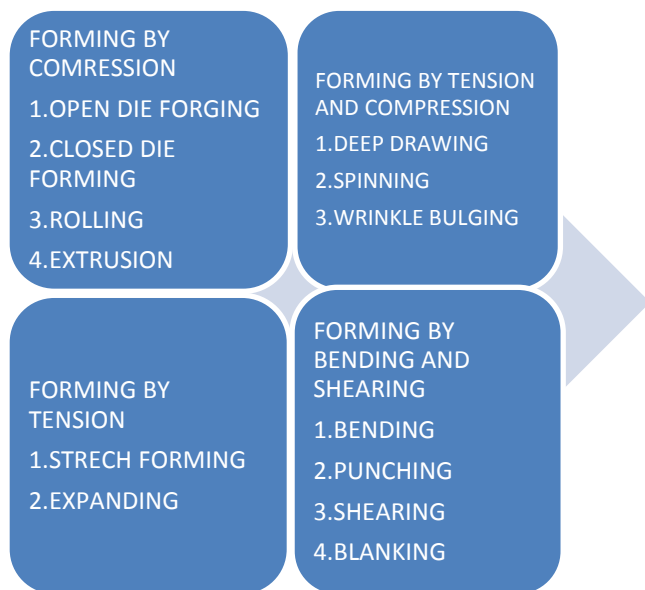 FORMING BY
COMRESSION
1.OPEN DIE FORGING
2.CLOSED DIE
FORMING
3.ROLLING
4.EXTRUSION
FORMING BY TENSION
AND COMPRESSION
1.DEEP DRAWING
2.SPINNING
3.WRINKLE BULGING
FORMING BY
TENSION
1.STRECH FORMING
2.EXPANDING
FORMING BY
BENDING AND
SHEARING
1.BENDING
2.PUNCHING
3.SHEARING
4.BLANKING